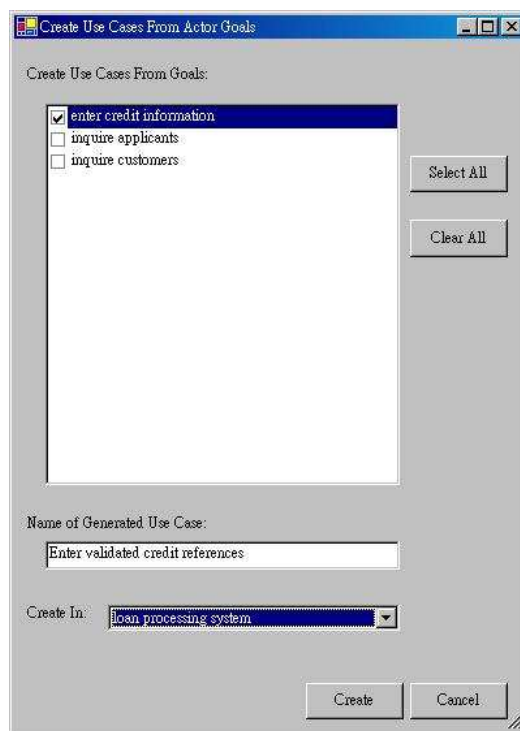 Create Use Cases From Actor Goals
Create Use Cases From Goals:
enter credit information
inquire applicants
inquire customers
Select All
Clear All
Name of Generated Use Case:
Enter validated credit references
Create In:
loan processing system
Create
Cancel